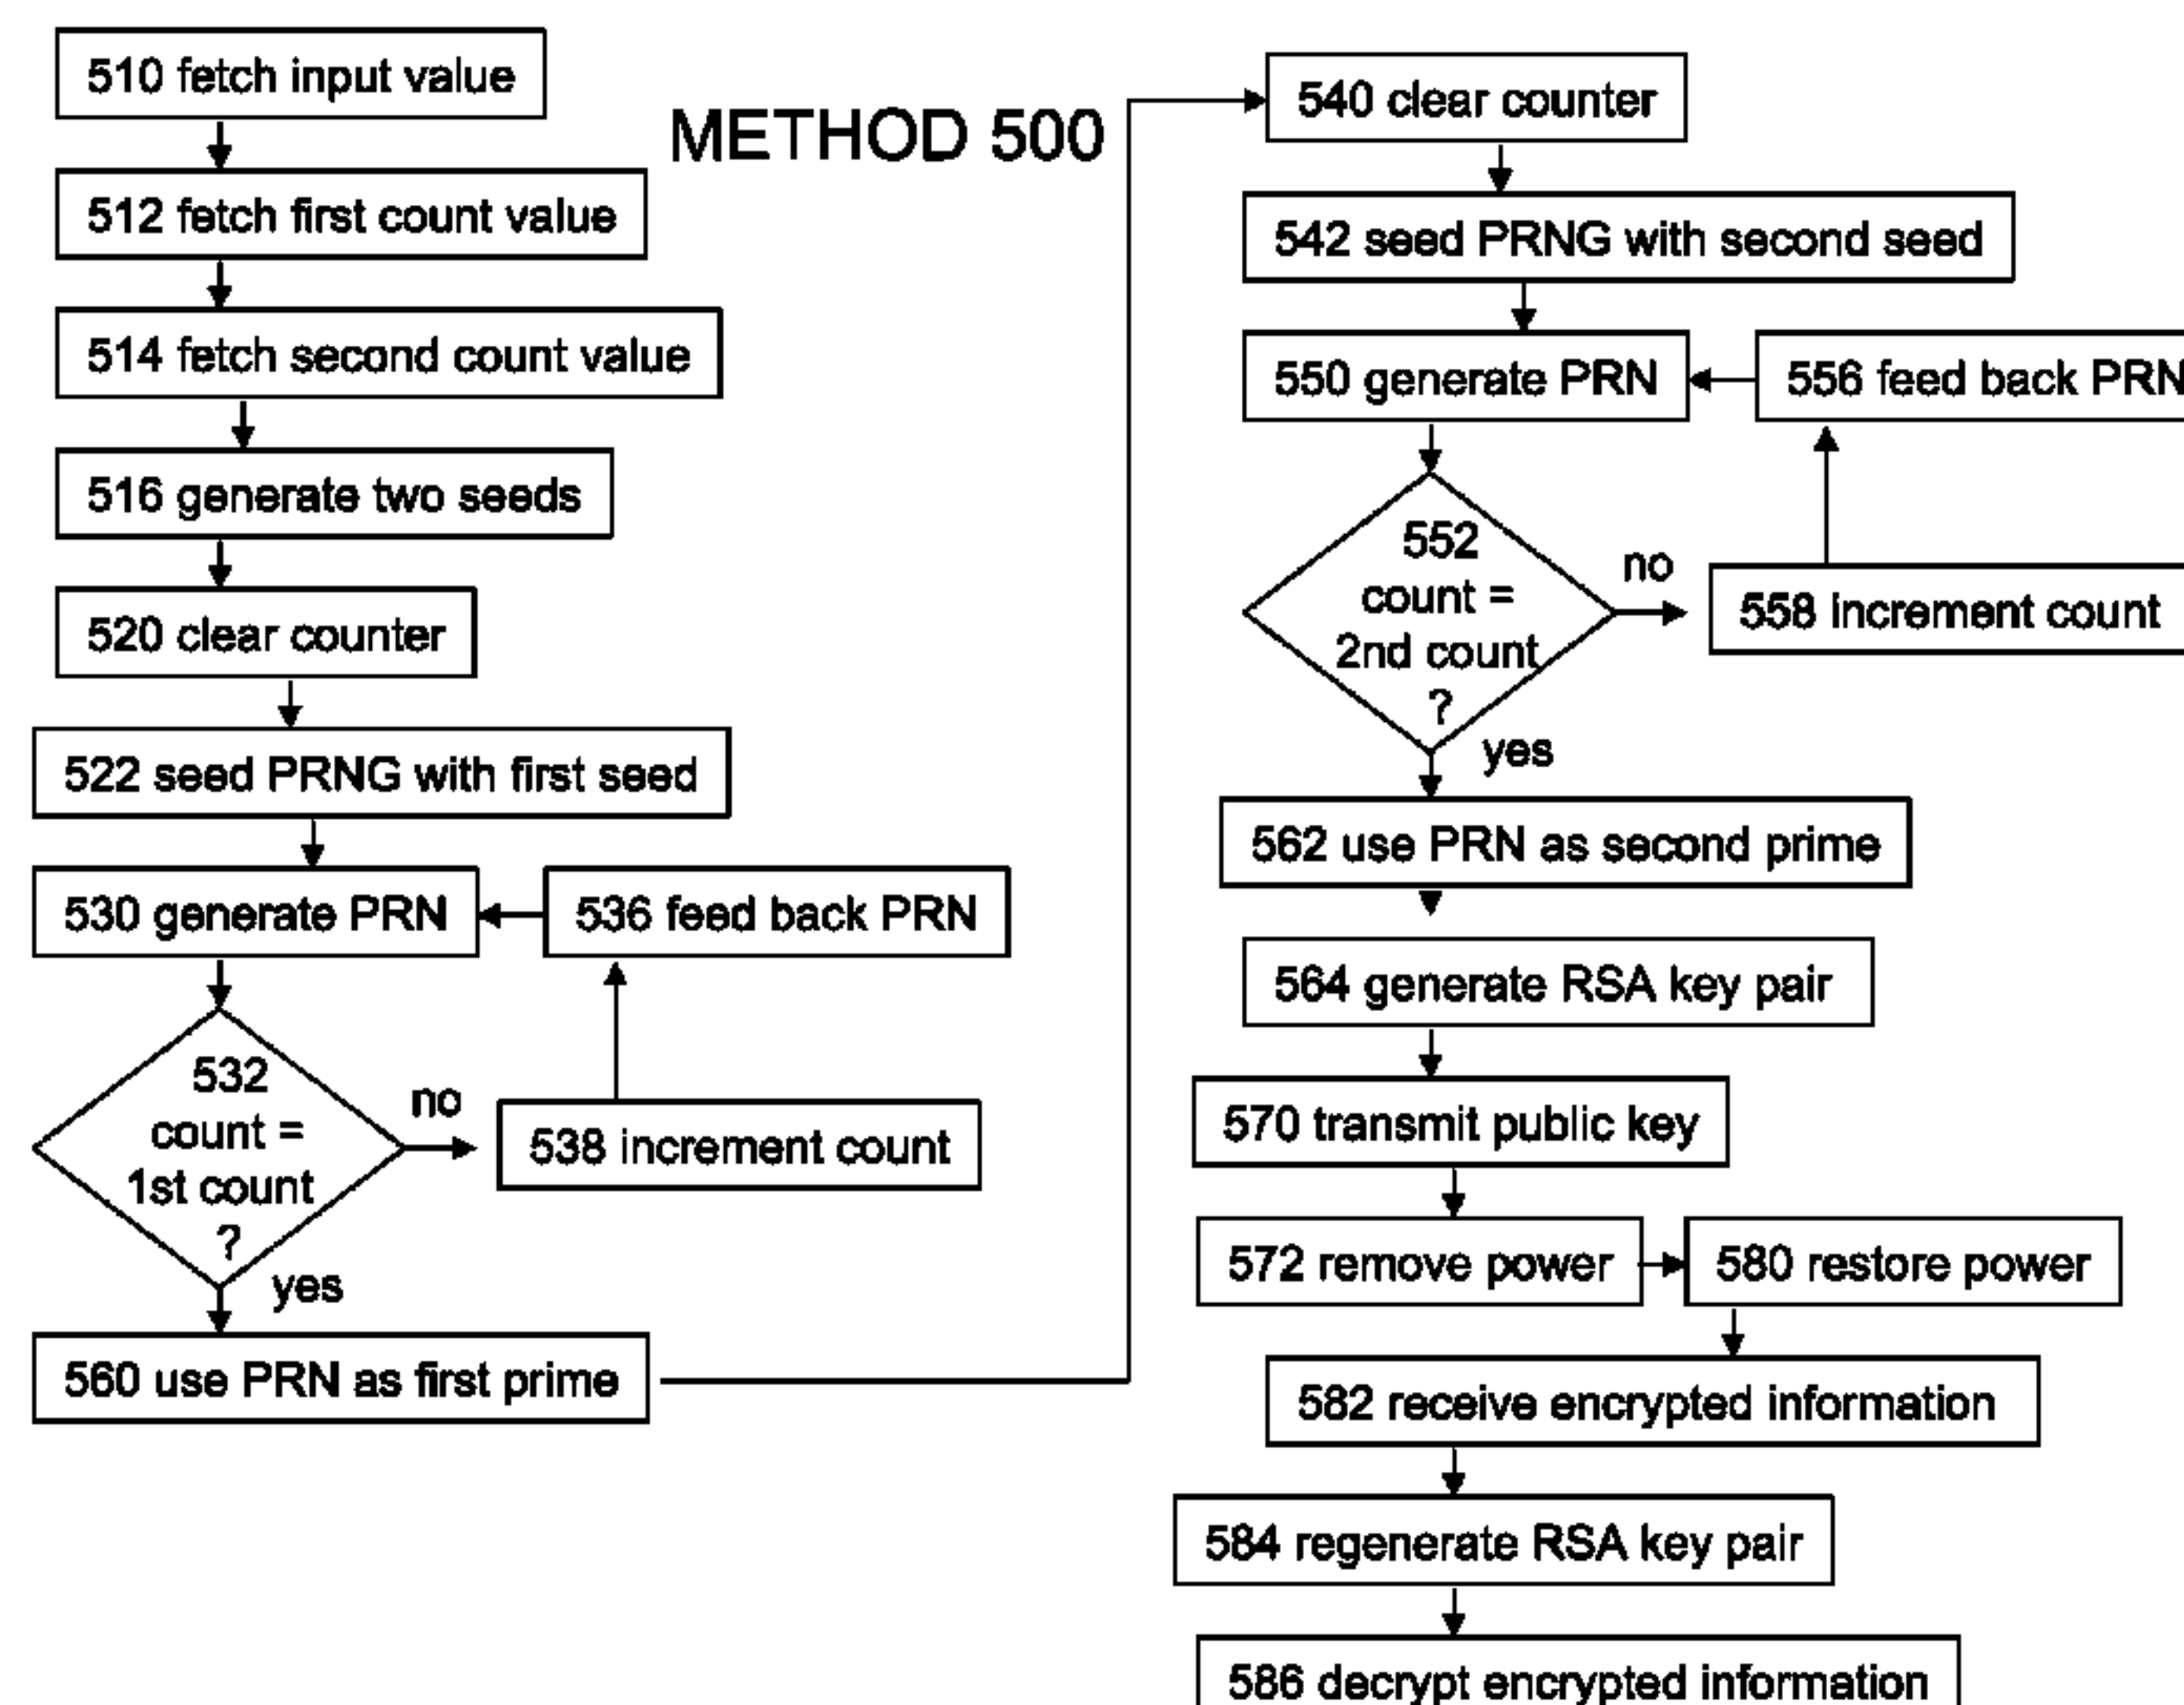 METHOD 500
510 fetch input value
512 fetch first count value
514 fetch second count value
516 generate two seeds
520 clear counter
522 seed PRNG with first seed
530 generate PRN
536 feed back PRN
532
count =
1st count
?
no
538 increment count
yes
560 use PRN as first prime
540 clear counter
542 seed PRNG with second seed
550 generate PRN
556 feed back PRN
552
count =
2nd count
?
no
558 increment count
yes
562 use PRN as second prime
564 generate RSA key pair
570 transmit public key
572 remove power
580 restore power
582 receive encrypted information
584 regenerate RSA key pair
586 decrypt encrypted information